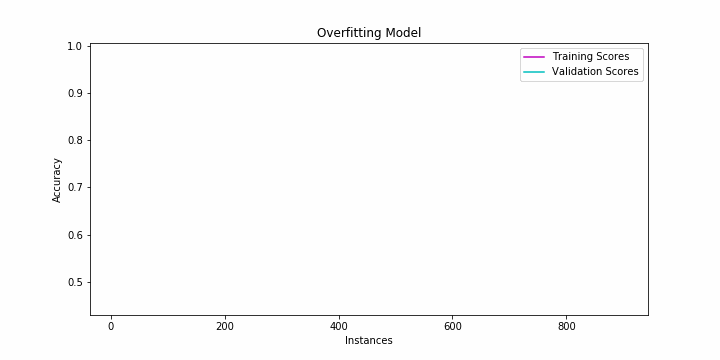 Overfitting Model
Training Scores
Validation Scores
1.0
0.9
0.8
0.7
0.6
0.5
Accuracy
0 200 400 600 800
Instances